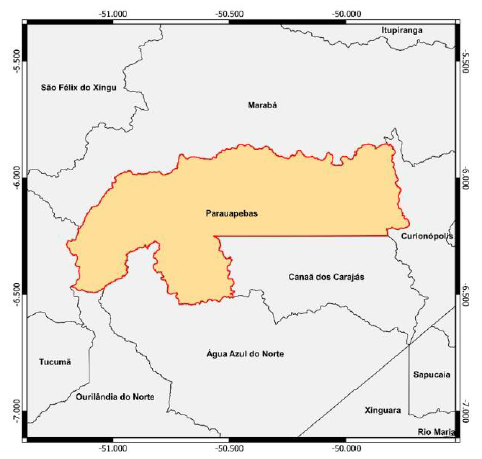 -51.000
-50.500
-50.000
Itupiranga
-5.500
-5.500
São Félix do Xingu
Marabá
-6.000
-6.000
Parauapebas
Curionópolis
Canaã dos Carajás
-6.500
-6.500
Água Azul do Norte
Tucumã
Sapucaia
Ourilândia do Norte
Xinguara
-7.000
-7.000
Rio Maria
-51.000
-50.500
-50.000